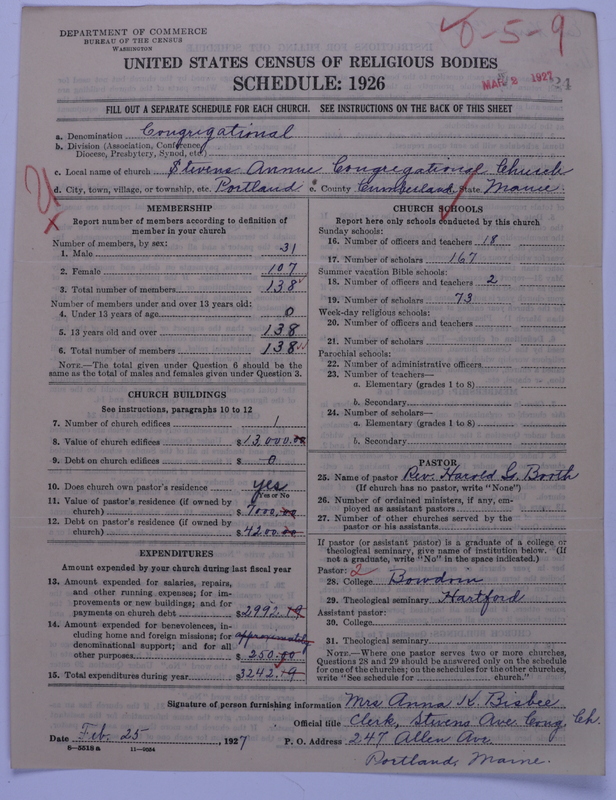 8-5-9
DEPARTMENT OF COMMERCE
BUREAU OF THE CENSUS
WASHINGTON
UNITED STATES CENSUS OF RELIGIOUS BODIES
SCHEDULE: 1926
MAR 8 1927 24
FILL OUT A SEPARATE SCHEDULE FOR EACH CHURCH. SEE INSTRUCTIONS ON THE BACK OF THIS SHEET
a. Denomination Congregational
b. Division (Association, Conference,
Diocese, Presbytery, Synod, etc.)
c. Local name of church Stevens Avenue Congregational Church
d. City, town, village, or township, etc. Portland e. County Cumberland State Maine
MEMBERSHIP
Report number of members according to definition of
member in your church
Number of members, by sex:
1. Male 31
2. Female 107
3. Total number of members 138
Number of members under and over 13 years old:
4. Under 13 years of age 0
5. 13 years old and over 138
6. Total number of members 138
NOTE.—The total given under Question 6 should be
same as the total of males and females given under Question 3.
CHURCH BUILDINGS
See instructions, paragraphs 10 to 12
7. Number of church edifices 1
8. Value of church edifices $13,000.00
9. Debt on church edifices $ 0
10. Does church own pastor's residence yes
Yes or No
11. Value of pastor's residence (if owned by
church) $7000.00
12. Debt on pastor's residence (if owned by
church) $4200.00
EXPENDITURES
Amount expended by your church during last fiscal year
13. Amount expended for salaries, repairs,
and other running expenses; for im-
provements or new buildings; and for
payments on church debt $2992.19
14. Amount expended for benevolences, in-
cluding home and foreign missions; for approximately
denominational support; and for all
other purposes $250.00
15. Total expenditures during year $3242.19
CHURCH SCHOOLS
Report here only schools conducted by this church
Sunday schools:
16. Number of officers and teachers 18
17. Number of scholars 167
Summer vacation Bible schools:
18. Number of officers and teachers 2
19. Number of scholars 73
Week-day religious schools:
20. Number of officers and teachers
21. Number of scholars
Parochial schools:
22. Number of administrative officers
23. Number of teachers—
a. Elementary (grades 1 to 8)
b. Secondary
24. Number of scholars—
a. Elementary (grades 1 to 8)
b. Secondary
PASTOR
25. Name of pastor Rev. Harold G. Booth
(If church has no pastor, write "None")
26. Number of ordained ministers, if any, em-
ployed as assistant pastors
27. Number of other churches served by the
pastor or his assistants
If pastor (or assistant pastor) is a graduate of a college or
theological seminary, give name of institution below. (If
not a graduate, write "No" in the space indicated.)
Pastor: 2
28. College Bowdoin
29. Theological seminary Hartford
Assistant pastor:
30. College
31. Theological seminary
NOTE.—Where one pastor serves two or more churches,
Questions 28 and 29 should be answered only on the schedule
for one of the churches; on the schedules for the other churches,
write "See schedule for church."
Signature of person furnishing information Mrs Anna K. Bisbee
Official title Clerk, Stevens Ave Cong. Ch.
Date Feb. 25, 1927 P. O. Address 247 Allen Ave.
8-5518 a 11-9054
Portland, Maine.